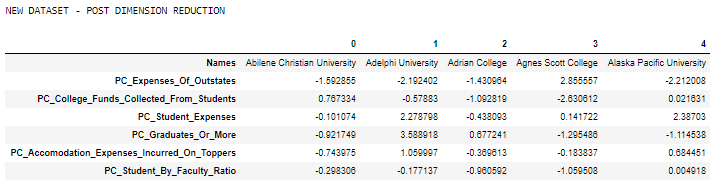 NEW DATASET - POST DIMENSION REDUCTION
0 1 2 3 4
Names Abilene Christian University Adelphi University Adrian College Agnes Scott College Alaska Pacific University
PC_Expenses_Of_Outstates -1.592855 -2.192402 -1.430964 2.855557 -2.212008
PC_College_Funds_Collected_From_Students 0.767334 -0.57883 -1.092819 -2.630612 0.021631
PC_Student_Expenses -0.101074 2.278798 -0.438093 0.141722 2.38703
PC_Graduates_Or_More -0.921749 3.588918 0.677241 -1.295486 -1.114538
PC_Accomodation_Expenses_Incurred_On_Toppers -0.743975 1.059997 -0.369613 -0.183837 0.684451
PC_Student_By_Faculty_Ratio -0.298306 -0.177137 -0.960592 -1.059508 0.004918